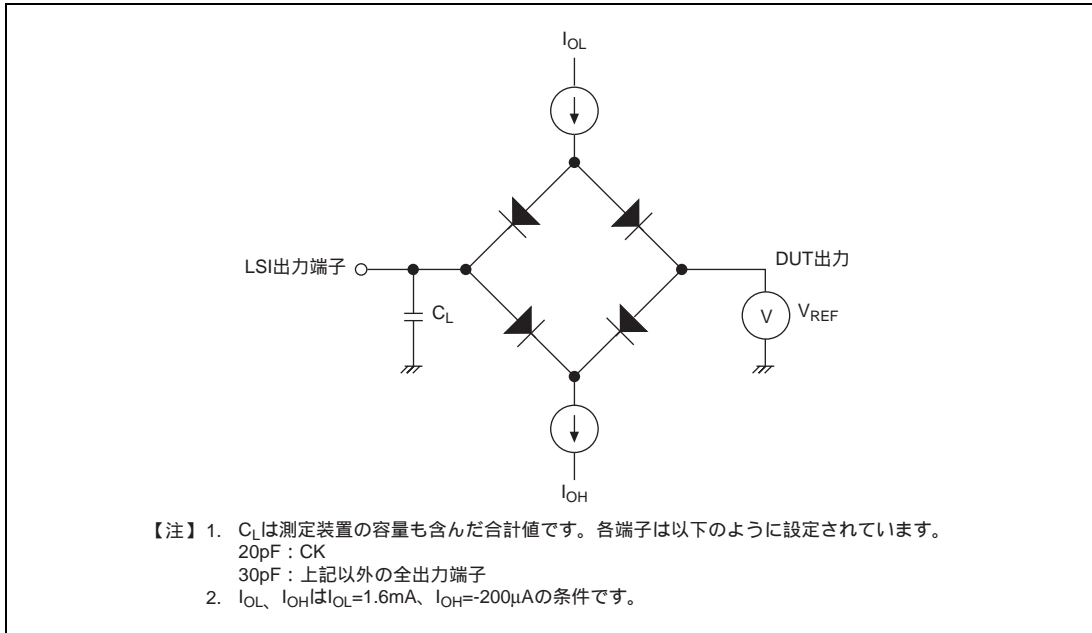 IOL
LSI出力端子
DUT出力
CL
V
VREF
IOH
【注】1. CLは測定装置の容量も含んだ合計値です。各端子は以下のように設定されています。
20pF：CK
30pF：上記以外の全出力端子
2. IOL、IOHはIOL=1.6mA、IOH=-200μAの条件です。